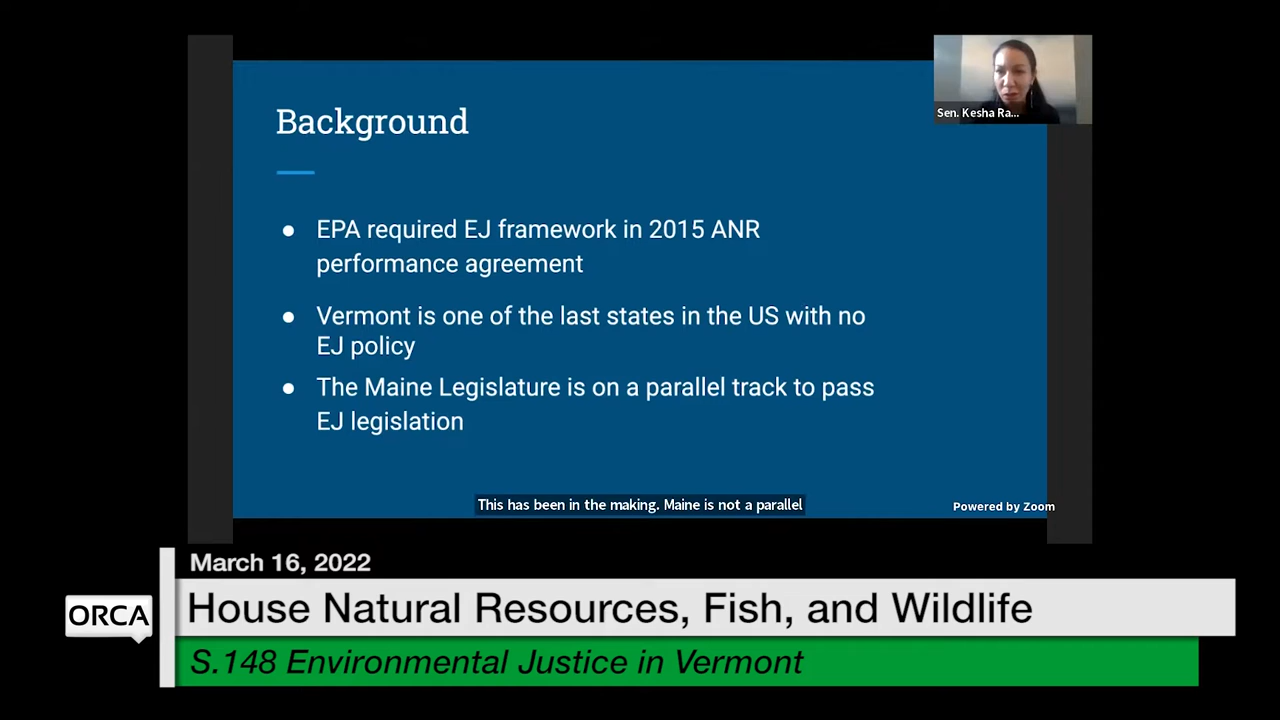 Background
Sen. Kesha Ra...
● EPA required EJ framework in 2015 ANR
performance agreement
● Vermont is one of the last states in the US with no
EJ policy
● The Maine Legislature is on a parallel track to pass
EJ legislation
This has been in the making. Maine is not a parallel
Powered by Zoom
March 16, 2022
ORCA
House Natural Resources, Fish, and Wildlife
S.148 Environmental Justice in Vermont